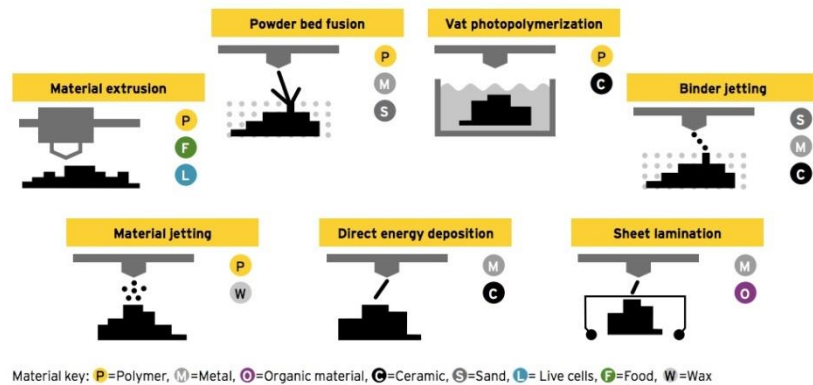 Powder bed fusion
P
M
S
Vat photopolymerization
P
C
Material extrusion
P
F
L
Binder jetting
S
M
C
Material jetting
P
W
Direct energy deposition
M
C
Sheet lamination
M
O
Material key: P=Polymer, M=Metal, O=Organic material, C=Ceramic, S=Sand, L= Live cells, F=Food, W=Wax